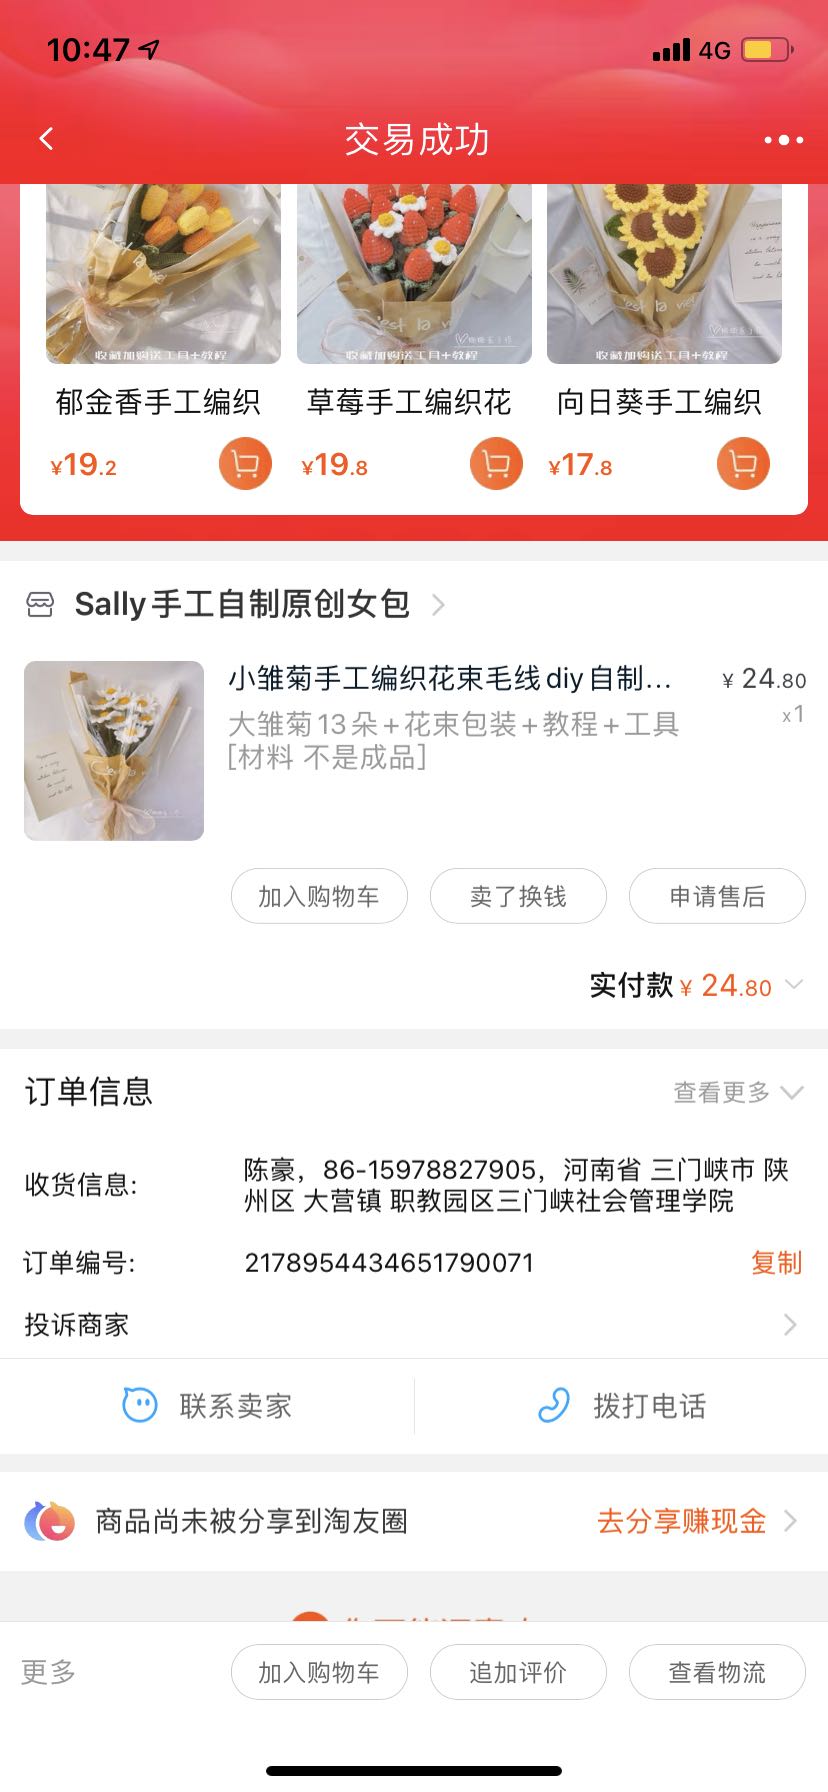 10:47
4G
交易成功
est la vie
est la vie
收藏加购送工具+教程
收藏加购送工具+教程
收藏加购送工具+教程
郁金香手工编织
草莓手工编织花
向日葵手工编织
¥19.2
¥19.8
¥17.8
Sally手工自制原创女包
小雏菊手工编织花束毛线diy自制...
¥ 24.80
大雏菊13朵+花束包装+教程+工具
x1
[材料 不是成品]
加入购物车
卖了换钱
申请售后
实付款 ¥ 24.80
订单信息
查看更多
收货信息:
陈豪，86-15978827905，河南省 三门峡市 陕
州区 大营镇 职教园区三门峡社会管理学院
订单编号:
2178954434651790071
复制
投诉商家
联系卖家
拨打电话
商品尚未被分享到淘友圈
去分享赚现金
更多
加入购物车
追加评价
查看物流